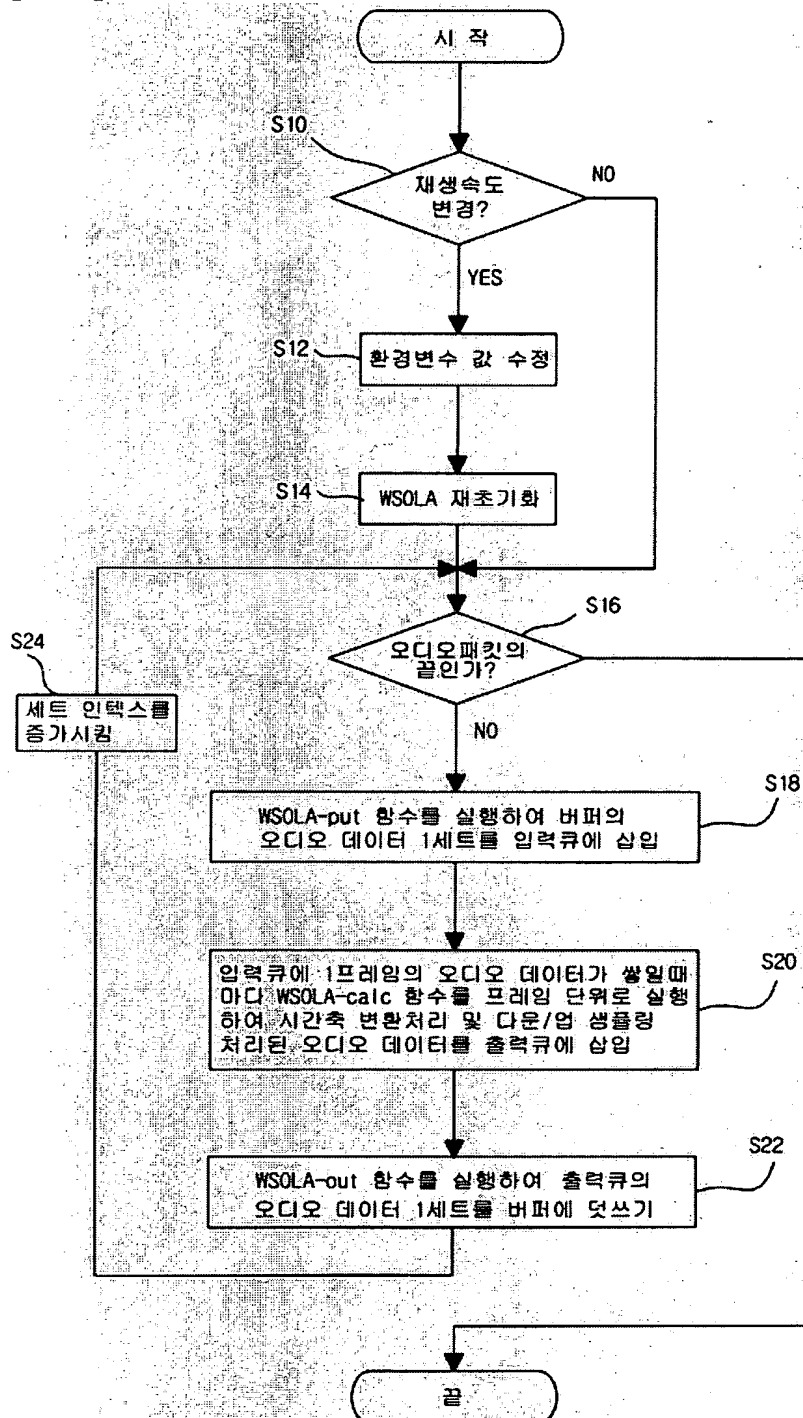 시 작
S10
재생속도
변경?
NO
YES
S12
환경변수 값 수정
S14
WSOLA 재초기화
S16
오디오패킷의
끝인가?
S24
세트 인텍스를
증가시킴
NO
S18
WSOLA-put 함수를 실행하여 버퍼의
오디오 데이터 1세트를 입력큐에 삽입
S20
입력큐에 1프레임의 오디오 데이터가 쌓일때
마다 WSOLA-calc 함수를 프레임 단위로 실행
하여 시간축 변환처리 및 다운/업 샘플링
처리된 오디오 데이터를 출력큐에 삽입
S22
WSOLA-out 함수를 실행하여 출력큐의
오디오 데이터 1세트를 버퍼에 덧쓰기
끝